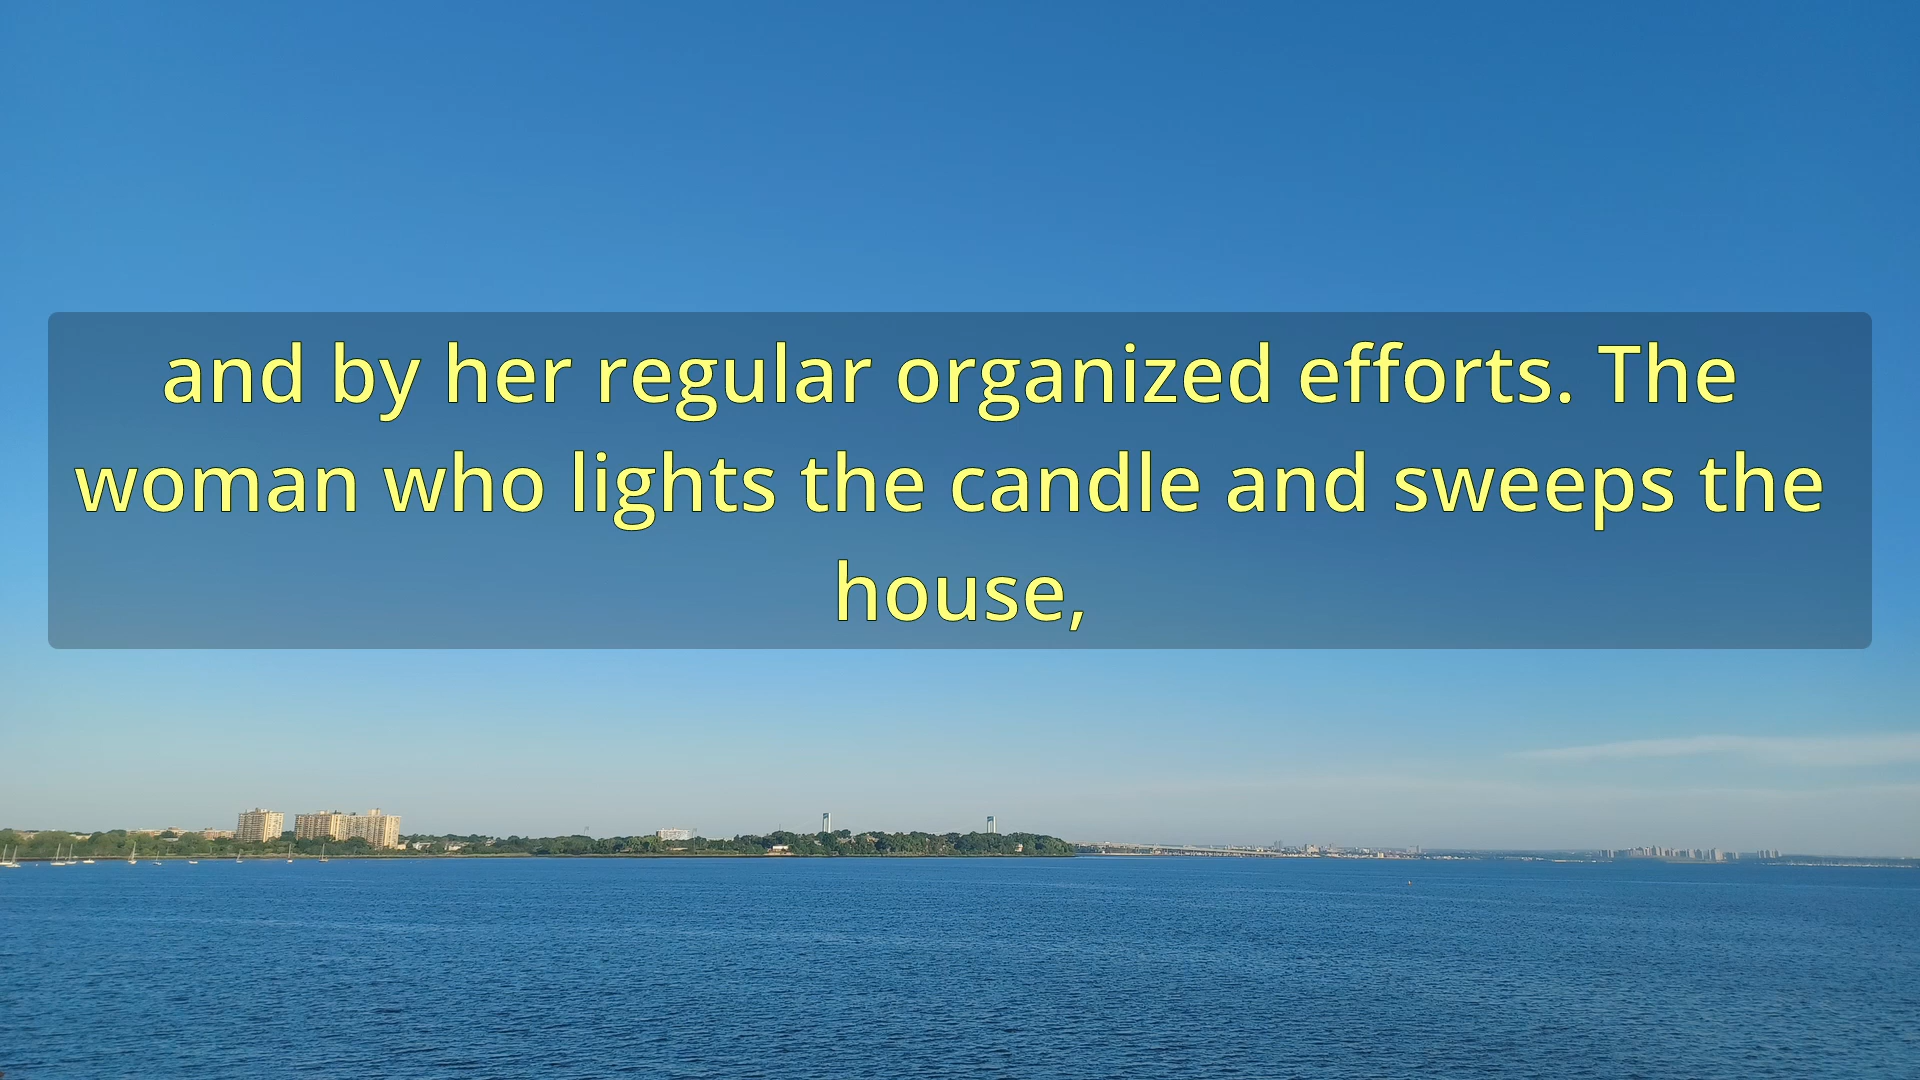 and by her regular organized efforts. The
woman who lights the candle and sweeps the
house,